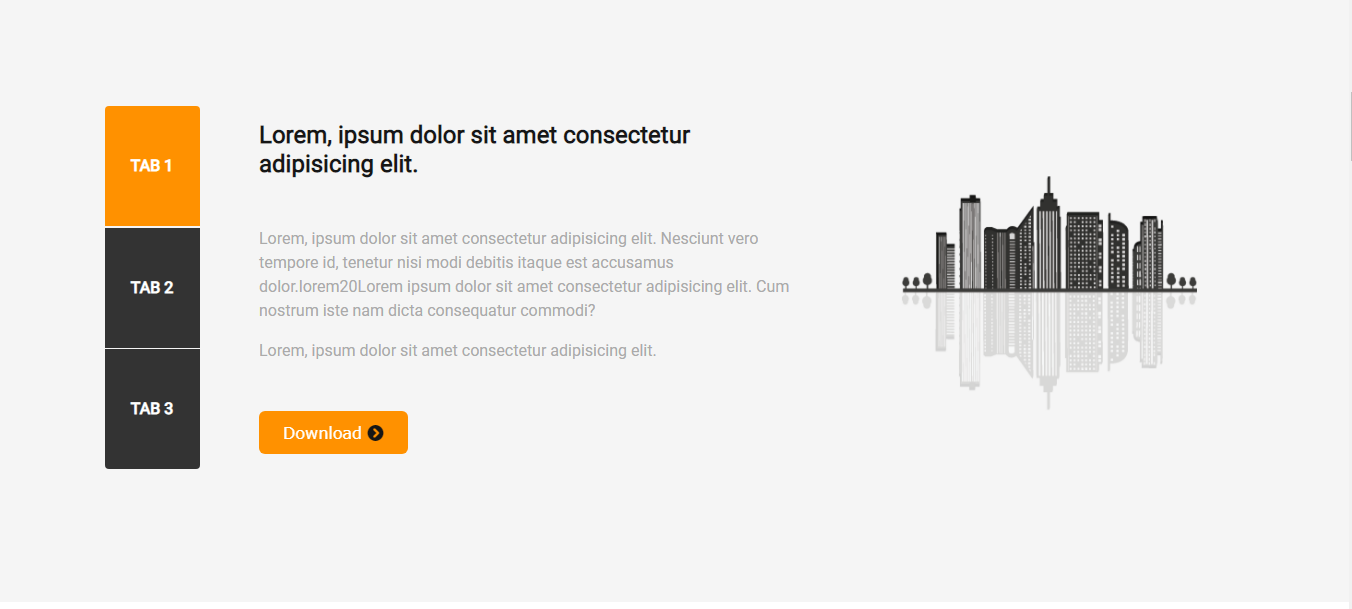 TAB 1
TAB 2
TAB 3
Lorem, ipsum dolor sit amet consectetur
adipisicing elit.
Lorem, ipsum dolor sit amet consectetur adipisicing elit. Nesciunt vero
tempore id, tenetur nisi modi debitis itaque est accusamus
dolor.lorem20Lorem ipsum dolor sit amet consectetur adipisicing elit. Cum
nostrum iste nam dicta consequatur commodi?
Lorem, ipsum dolor sit amet consectetur adipisicing elit.
Download